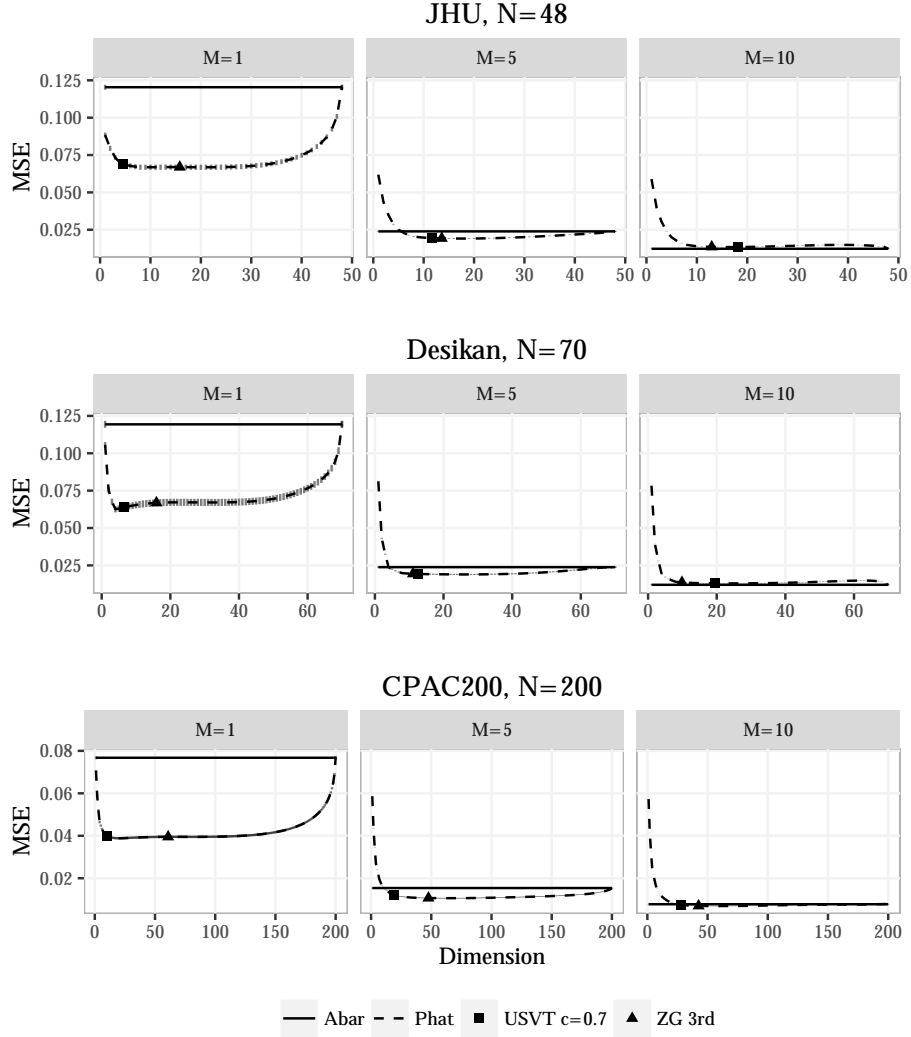 JHU, N=48
M=1 M=5 M=10
0.125
0.100
0.075
0.050
0.025
MSE
0 10 20 30 40 50 0 10 20 30 40 50 0 10 20 30 40 50
Desikan, N=70
M=1 M=5 M=10
0.125
0.100
0.075
0.050
0.025
MSE
0 20 40 60 0 20 40 60 0 20 40 60
CPAC200, N=200
M=1 M=5 M=10
0.08
0.06
0.04
0.02
MSE
0 50 100 150 200 0 50 100 150 200 0 50 100 150 200
Dimension
Abar Phat USVT c=0.7 ZG 3rd